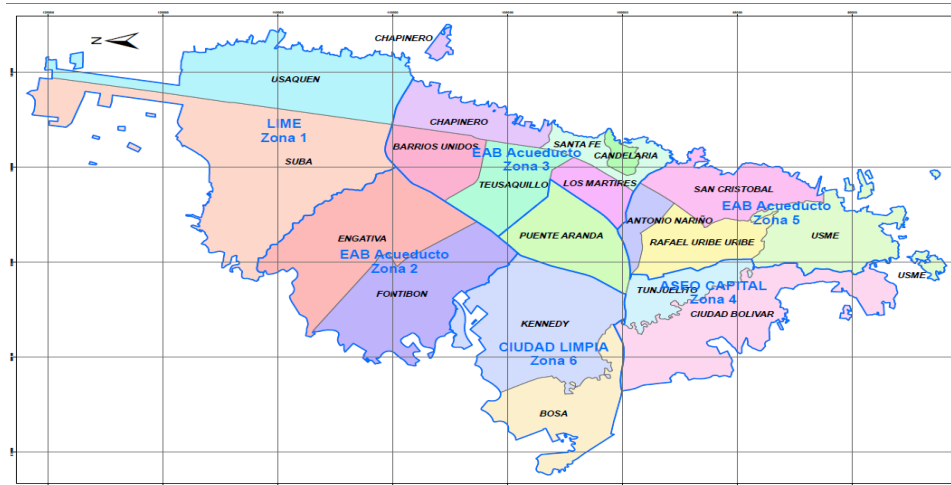 CHAPINERO
N
USAQUEN
LIME
Zona 1
CHAPINERO
SUBA
BARRIOS UNIDOS
SANTA FE
EAB Acueducto
Zona 3
CANDELARIA
TEUSAQUILLO
LOS MARTIRES
SAN CRISTOBAL
EAB Acueducto
Zona 5
ANTONIO NARIÑO
USME
ENGATIVA
PUENTE ARANDA
RAFAEL URIBE URIBE
EAB Acueducto
Zona 2
USME
FONTIBON
TUNJUELITO
ASEO CAPITAL
Zona 4
CIUDAD BOLIVAR
KENNEDY
CIUDAD LIMPIA
Zona 6
BOSA